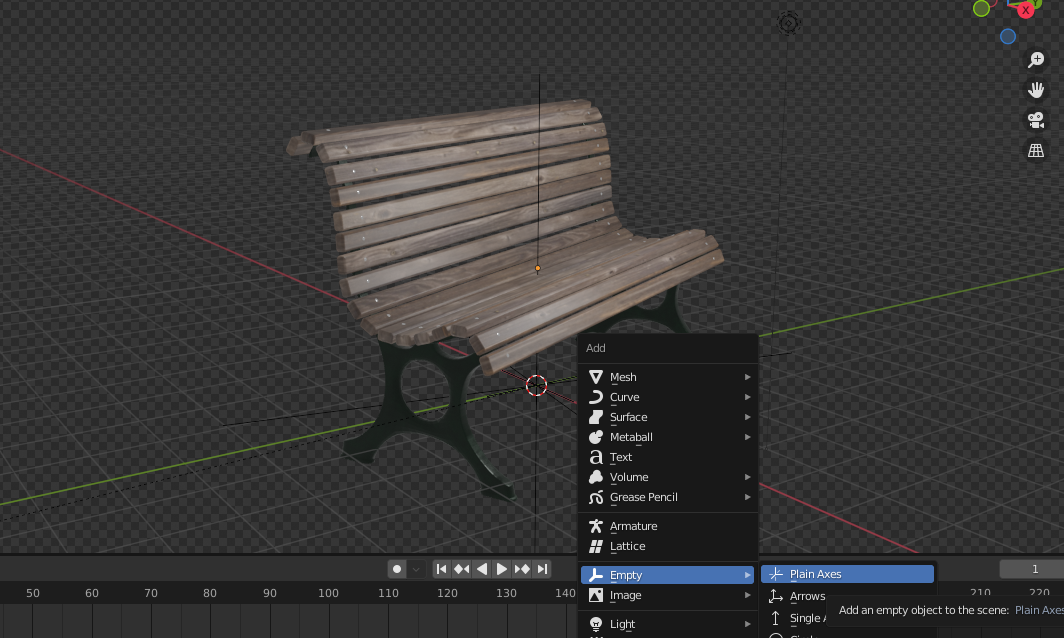 X
Add
Mesh
Curve
Surface
Metaball
Text
Volume
Grease Pencil
Armature
Lattice
Empty
Image
Light
Plain Axes
Arrows
Single A
Add an empty object to the scene: Plain Axes
1
50 60 70 80 90 100 110 120 130 140 210 220